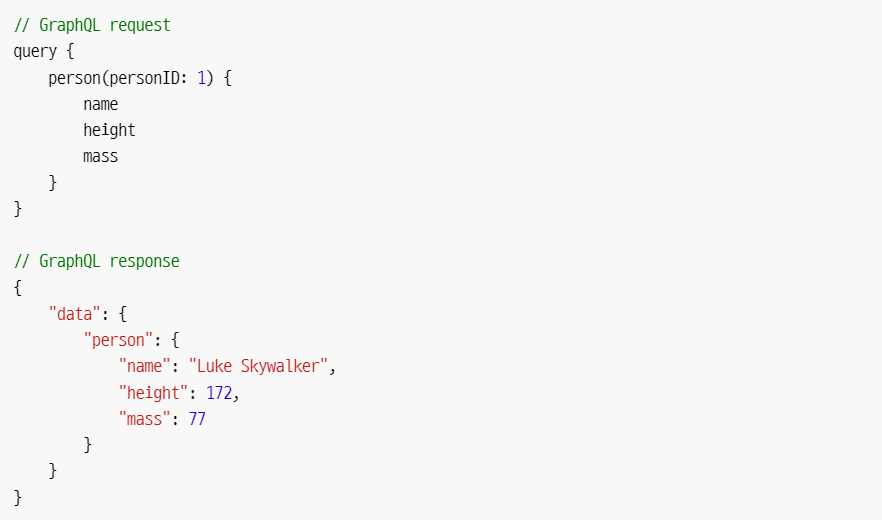 // GraphQL request
query {
    person(personID: 1) {
        name
        height
        mass
    }
}

// GraphQL response
{
    "data": {
        "person": {
            "name": "Luke Skywalker",
            "height": 172,
            "mass": 77
        }
    }
}